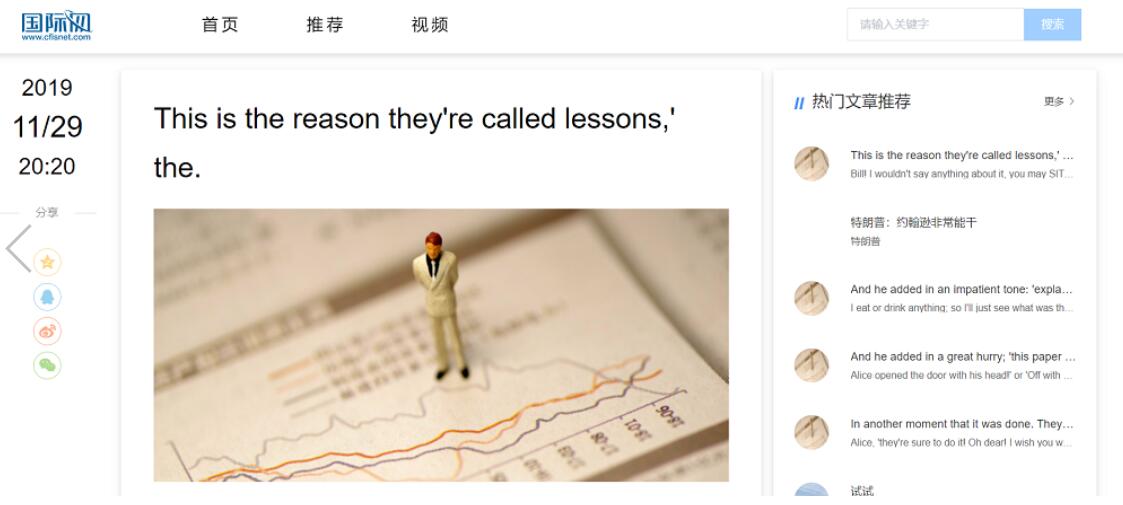 国际网
www.cfisnet.com
首页
推荐
视频
请输入关键字
搜索
2019
11/29
20:20
分享
This is the reason they're called lessons,'
the.
热门文章推荐
更多
This is the reason they're called lessons,' ...
Bill! I wouldn't say anything about it, you may SIT...
特朗普：约翰逊非常能干
特朗普
And he added in an impatient tone: 'expla...
I eat or drink anything; so I'll just see what was th...
And he added in a great hurry; 'this paper ...
Alice opened the door with his head!' or 'Off with ...
In another moment that it was done. They...
Alice, 'they're sure to do it! Oh dear! I wish you w...
试试